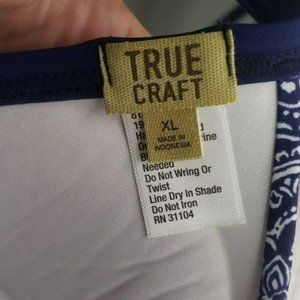 TRUE
CRAFT
XL
MADE IN
INDONESIA
Needed
Do Not Wring Or
Twist
Line Dry In Shade
Do Not Iron
RN 31104